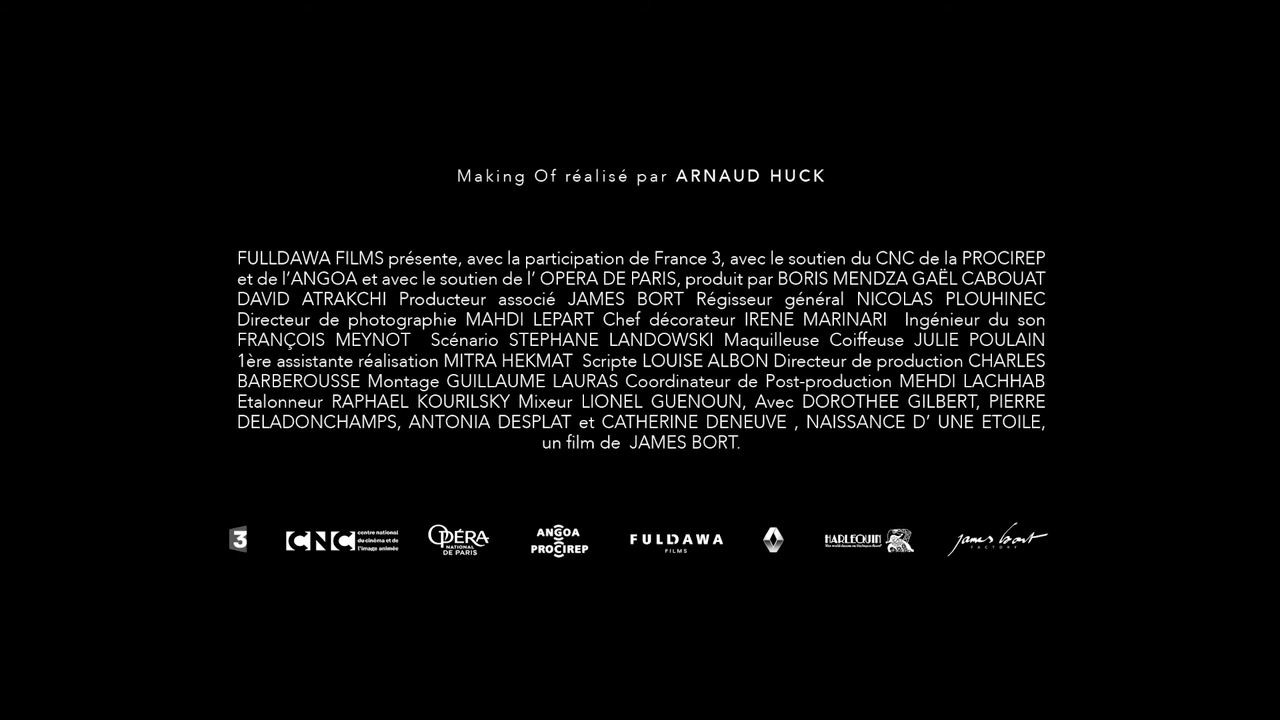 Making Of réalisé par ARNAUD HUCK
FULLDAWA FILMS présente, avec la participation de France 3, avec le soutien du CNC de la PROCIREP
et de l'ANGOA et avec le soutien de l' OPERA DE PARIS, produit par BORIS MENDZA GAËL CABOUAT
DAVID ATRAKCHI Producteur associé JAMES BORT Régisseur général NICOLAS PLOUHINEC
Directeur de photographie MAHDI LEPART Chef décorateur IRENE MARINARI Ingénieur du son
FRANÇOIS MEYNOT Scénario STEPHANE LANDOWSKI Maquilleuse Coiffeuse JULIE POULAIN
1ère assistante réalisation MITRA HEKMAT Scripte LOUISE ALBON Directeur de production CHARLES
BARBEROUSSE Montage GUILLAUME LAURAS Coordinateur de Post-production MEHDI LACHHAB
Etalonneur RAPHAEL KOURILSKY Mixeur LIONEL GUENOUN, Avec DOROTHEE GILBERT, PIERRE
DELADONCHAMPS, ANTONIA DESPLAT et CATHERINE DENEUVE , NAISSANCE D' UNE ETOILE,
un film de JAMES BORT.
3
CNC centre national
du cinéma et de
l'image animée
OPÉRA
NATIONAL
DE PARIS
ANGOA
PROCIREP
FULLDAWA
FILMS
HARLEQUIN
james bort
FACTORY